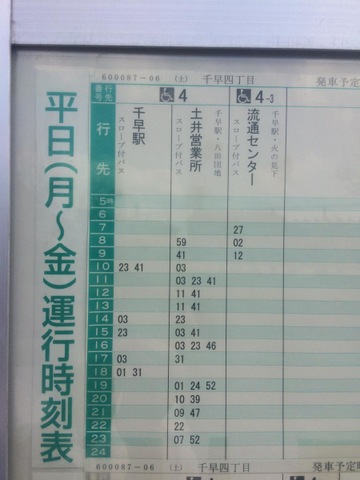 600087-06 (土) 千早四丁目 発車予定
平日(月～金)運行時刻表
行先番号 4 4-3
行先 千早駅 スロープ付バス 土井営業所 千早駅・八田団地 スロープ付バス 流通センター 千早駅・火の見下 スロープ付バス
5時
6
7 27
8 59 02
9 41 12
10 23 41 03
11 03 23 41
12 11 41
13 11 41
14 03 23
15 23 03 41
16 03 23 46
17 03 31
18 01 31
19 01 24 52
20 10 39
21 09 47
22 22
23 07 52
24
600087-06 (土) 千早四丁目 発車予定